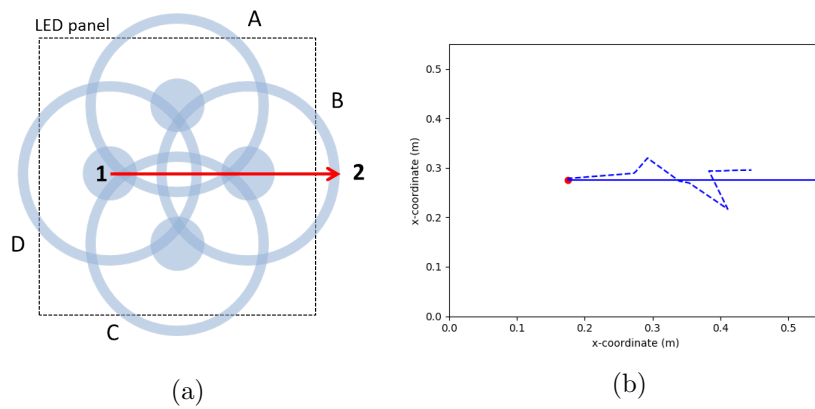 LED panel
A
B
1
2
D
C
(a)
0.5
0.4
0.3
0.2
0.1
0.0
x-coordinate (m)
0.0 0.1 0.2 0.3 0.4 0.5
x-coordinate (m)
(b)